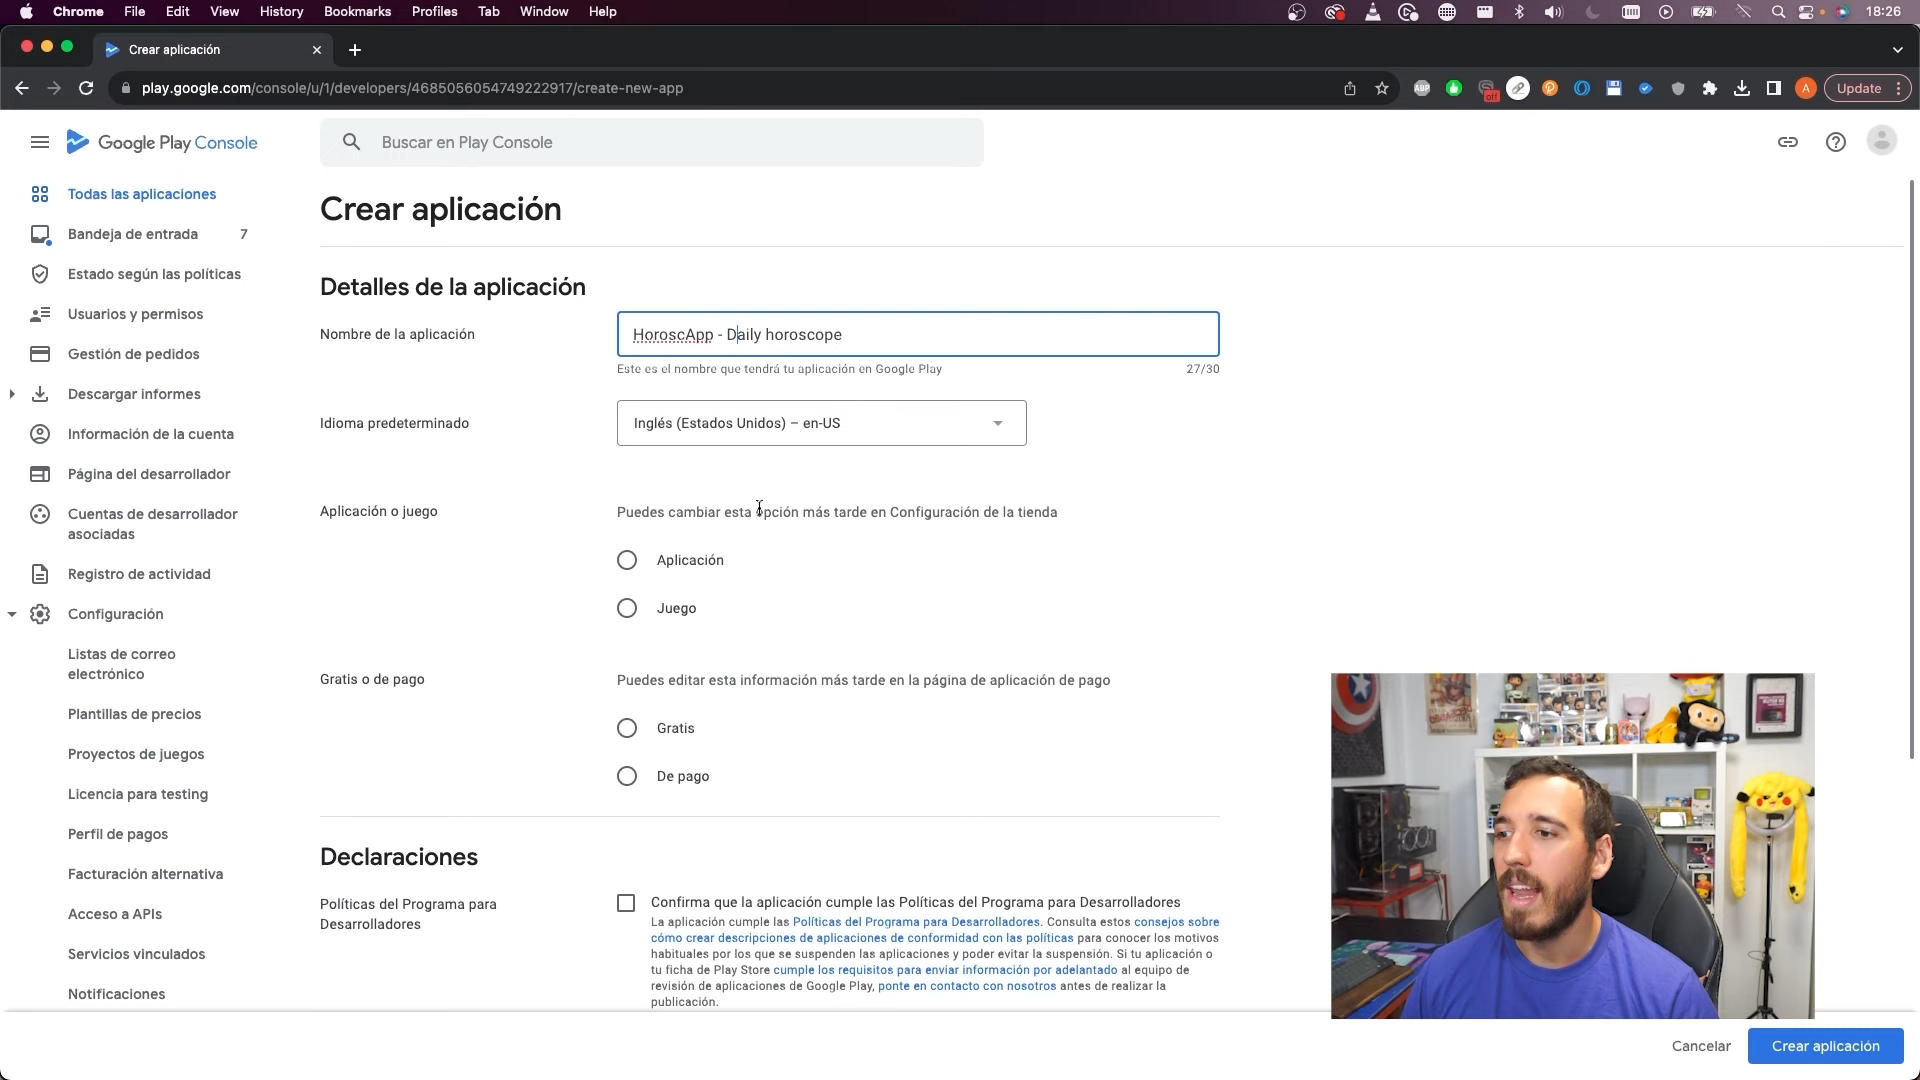 Chrome File Edit View History Bookmarks Profiles Tab Window Help 18:26
Crear aplicación
play.google.com/console/u/1/developers/4685056054749222917/create-new-app
ABP off A Update
Google Play Console
Buscar en Play Console
Todas las aplicaciones
Bandeja de entrada 7
Estado según las políticas
Usuarios y permisos
Gestión de pedidos
Descargar informes
Información de la cuenta
Página del desarrollador
Cuentas de desarrollador
asociadas
Registro de actividad
Configuración
Listas de correo
electrónico
Plantillas de precios
Proyectos de juegos
Licencia para testing
Perfil de pagos
Facturación alternativa
Acceso a APIs
Servicios vinculados
Notificaciones
Crear aplicación
Detalles de la aplicación
Nombre de la aplicación
HoroscApp - Daily horoscope
Este es el nombre que tendrá tu aplicación en Google Play 27/30
Idioma predeterminado
Inglés (Estados Unidos) – en-US
Aplicación o juego
Puedes cambiar esta opción más tarde en Configuración de la tienda
Aplicación
Juego
Gratis o de pago
Puedes editar esta información más tarde en la página de aplicación de pago
Gratis
De pago
Declaraciones
Políticas del Programa para
Desarrolladores
Confirma que la aplicación cumple las Políticas del Programa para Desarrolladores
La aplicación cumple las Políticas del Programa para Desarrolladores. Consulta estos consejos sobre
cómo crear descripciones de aplicaciones de conformidad con las políticas para conocer los motivos
habituales por los que se suspenden las aplicaciones y poder evitar la suspensión. Si tu aplicación o
tu ficha de Play Store cumple los requisitos para enviar información por adelantado al equipo de
revisión de aplicaciones de Google Play, ponte en contacto con nosotros antes de realizar la
publicación.
Cancelar
Crear aplicación